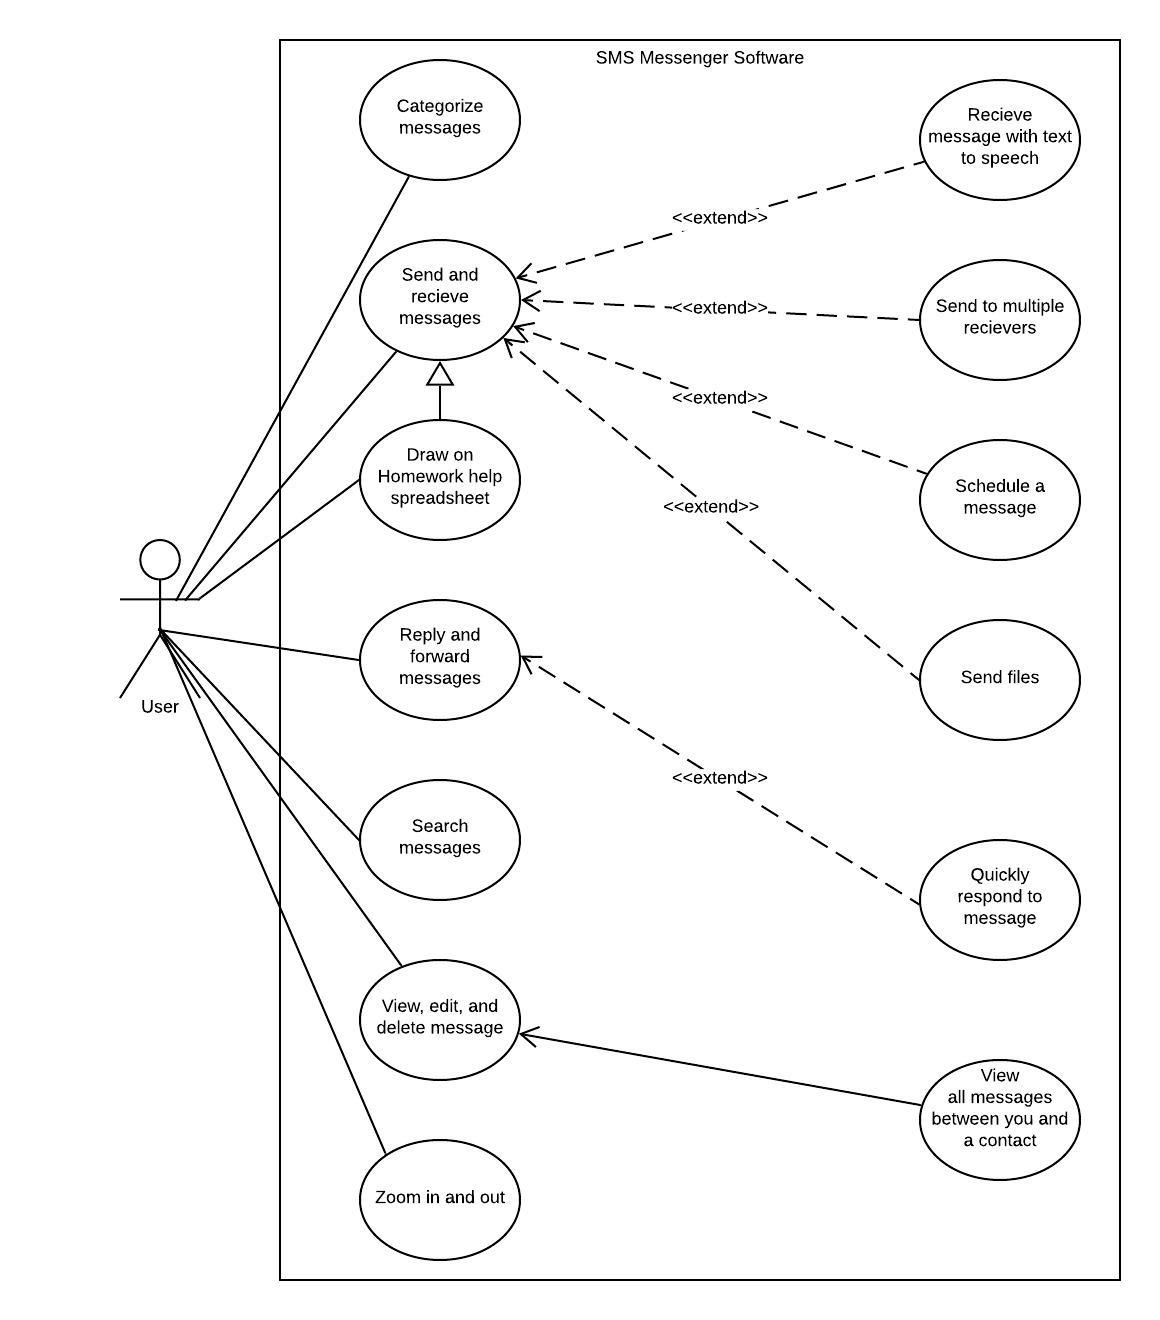 SMS Messenger Software
Categorize
messages
Recieve
message with text
to speech
<<extend>>
Send and
recieve
messages
<<extend>>
Send to multiple
recievers
<<extend>>
Draw on
Homework help
spreadsheet
Schedule a
message
<<extend>>
Reply and
forward
messages
Send files
User
<<extend>>
Search
messages
Quickly
respond to
message
View, edit, and
delete message
View
all messages
between you and
a contact
Zoom in and out